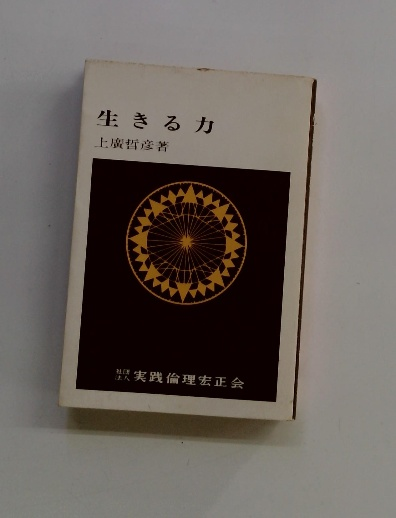 生きる力
上廣哲彦著
社団法人 実践倫理宏正会